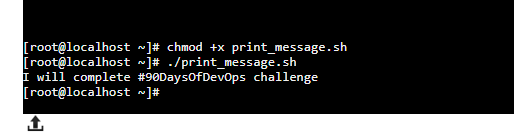 [root@localhost ~]# chmod +x print_message.sh
[root@localhost ~]# ./print_message.sh
I will complete #90DaysOfDevOps challenge
[root@localhost ~]#